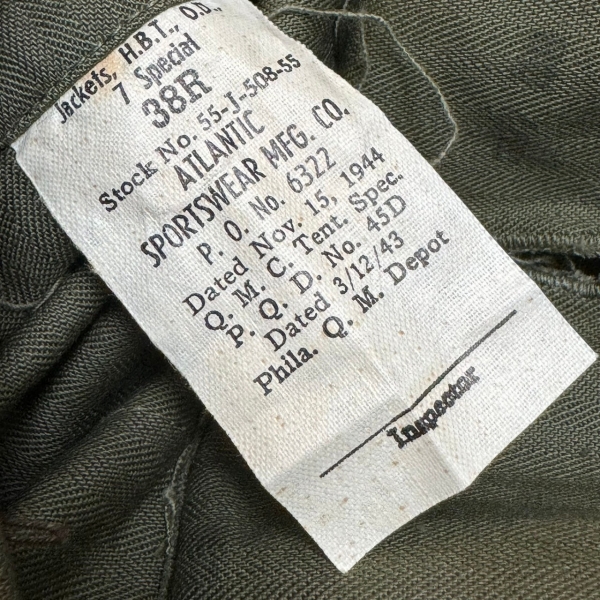 Jackets, H.B.T., O.D.,
7 Special
38R
Stock No. 55-J-508-55
ATLANTIC
SPORTSWEAR MFG. CO.
P. O. No. 6322
Dated Nov. 15, 1944
Q. M. C. Tent. Spec.
P. Q. D. No. 45D
Dated 3/12/43
Phila. Q. M. Depot
Inspector